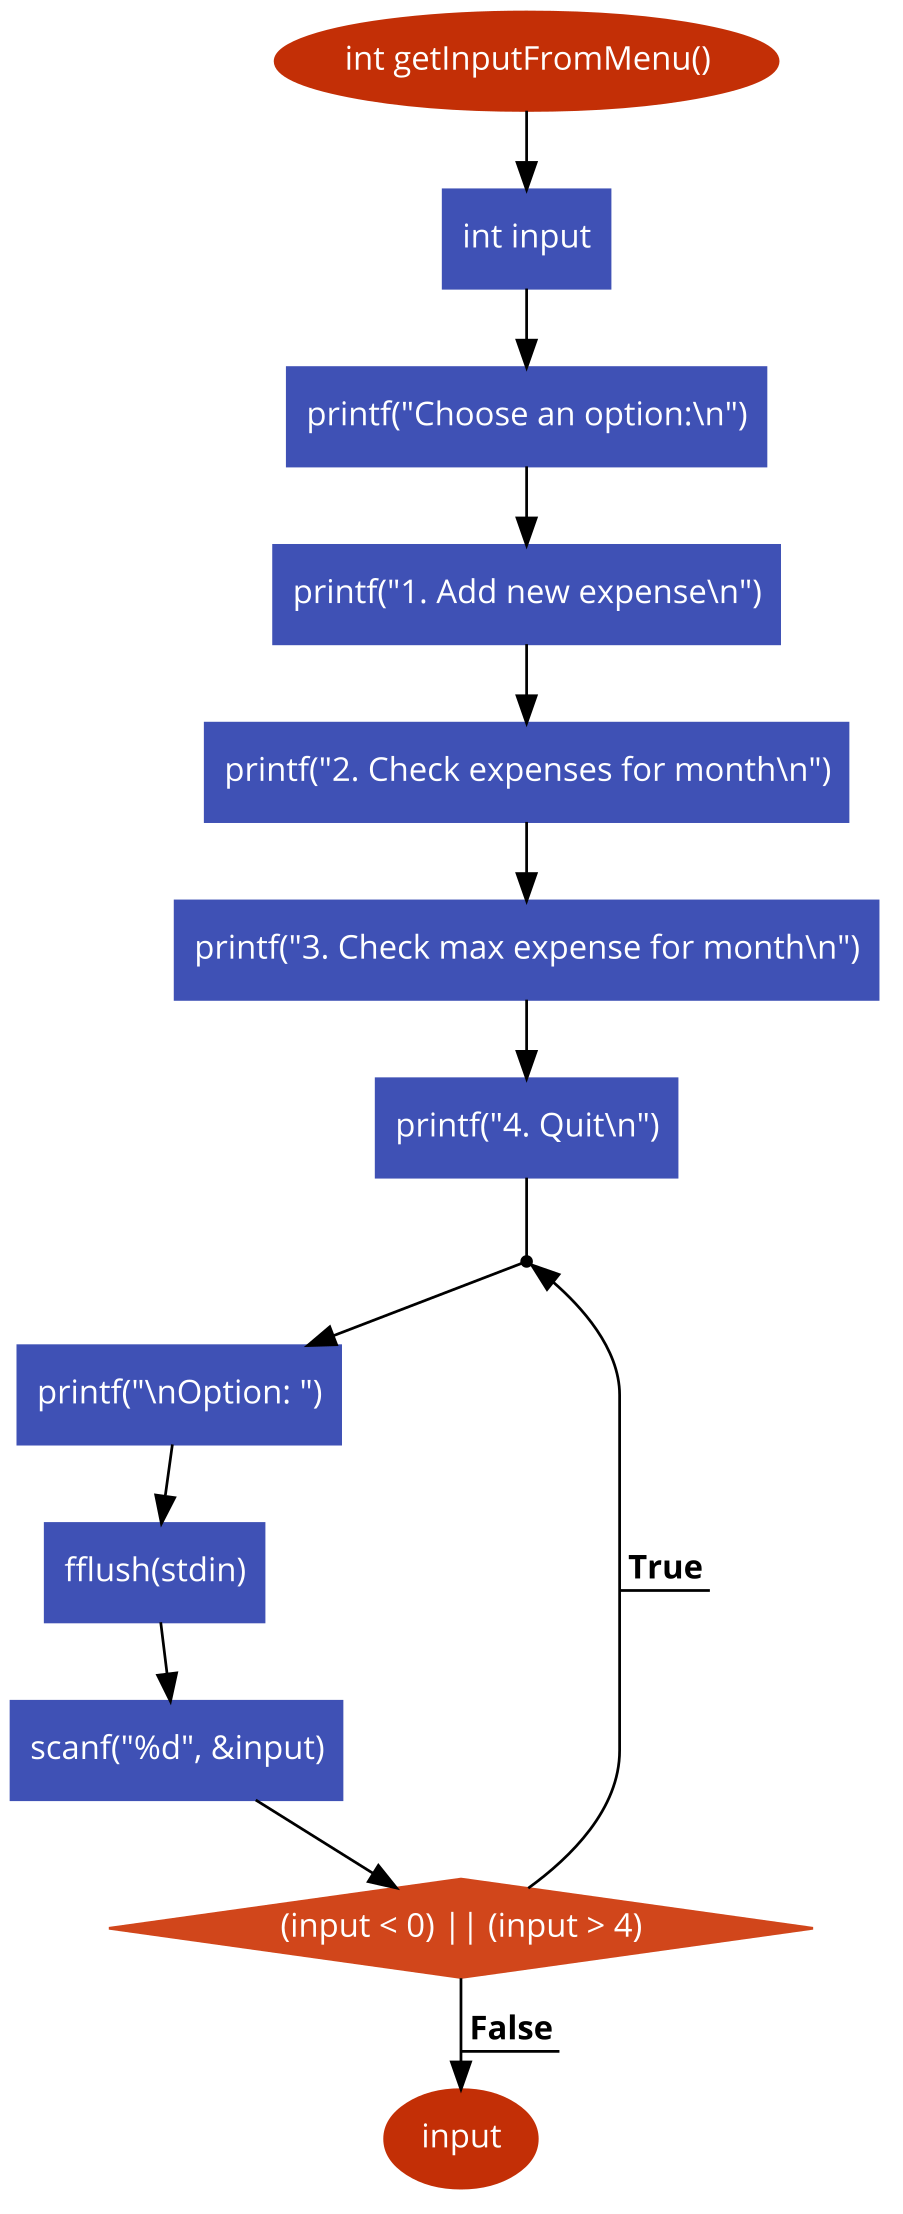 int getInputFromMenu()
int input
printf("Choose an option:\n")
printf("1. Add new expense\n")
printf("2. Check expenses for month\n")
printf("3. Check max expense for month\n")
printf("4. Quit\n")
printf("\nOption: ")
fflush(stdin)
True
scanf("%d", &input)
(input < 0) || (input > 4)
False
input